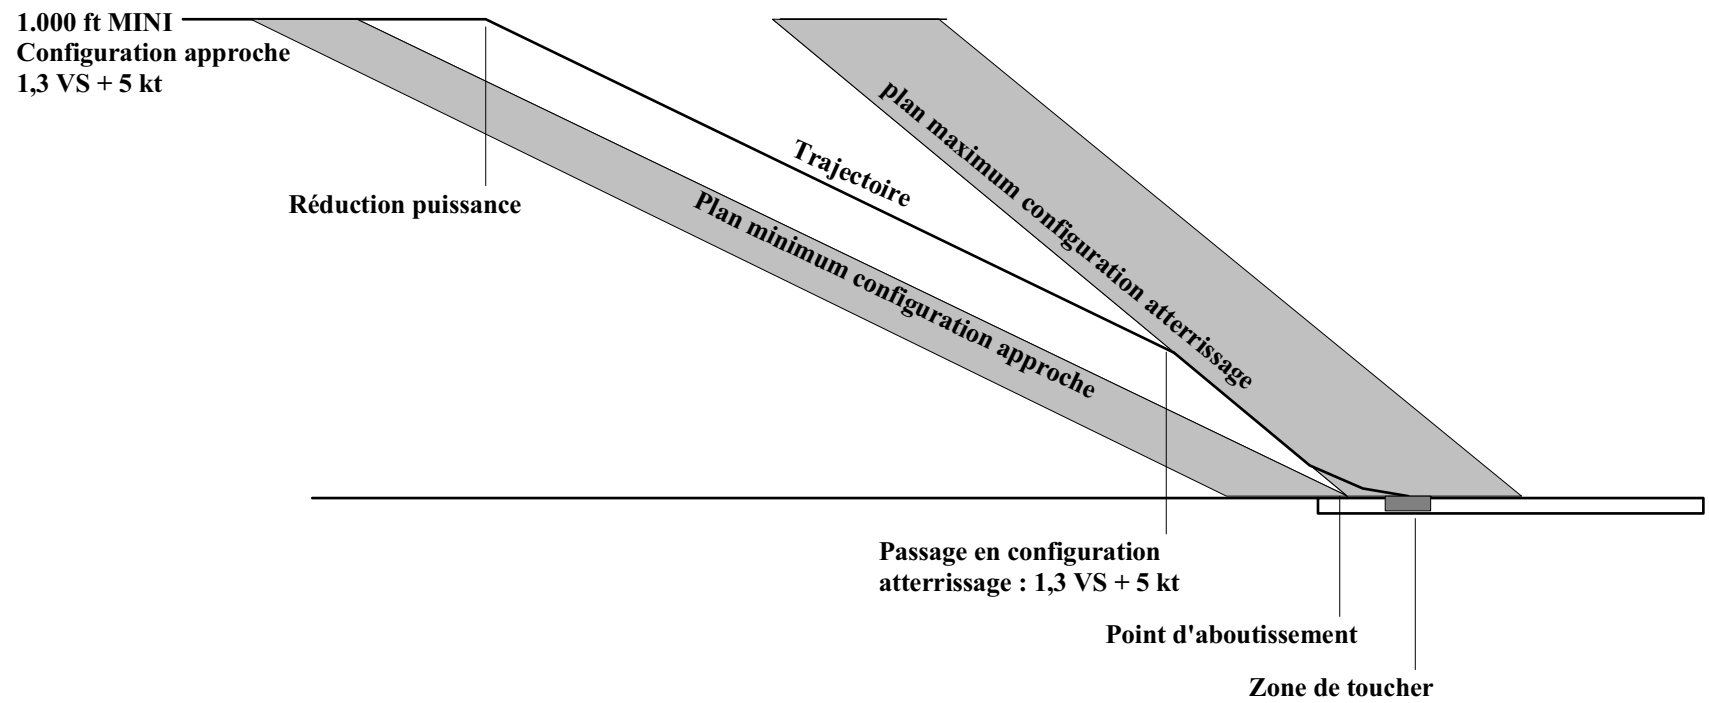 1.000 ft MINI
Configuration approche
1,3 VS + 5 kt
Réduction puissance
Trajectoire
Plan minimum configuration approche
plan maximum configuration atterrissage
Passage en configuration
atterrissage : 1,3 VS + 5 kt
Point d'aboutissement
Zone de toucher